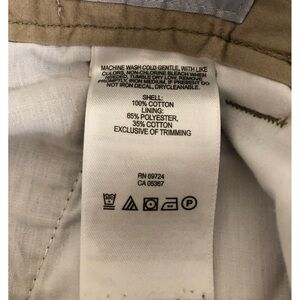 MACHINE WASH COLD GENTLE, WITH LIKE
COLORS, NON-CHLORINE BLEACH WHEN
NEEDED, TUMBLE DRY LOW, REMOVE
PROMPTLY, IRON MEDIUM, IF PRESENT DO
NOT IRON DECAL, DRYCLEANABLE.
SHELL:
100% COTTON
LINING:
65% POLYESTER,
35% COTTON
EXCLUSIVE OF TRIMMING
RN 69724
CA 05367
P